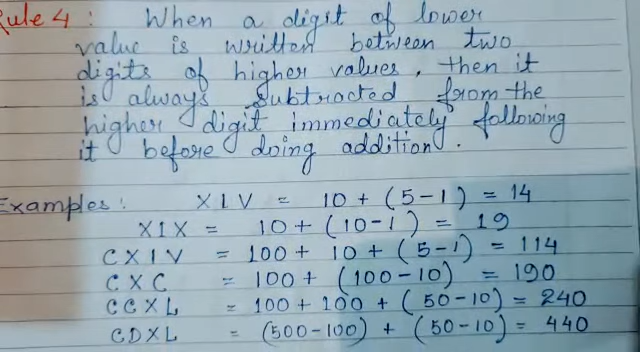 Rule 4 : When a digit of lower
value is written between two
digits of higher values, then it
is always subtracted from the
higher digit immediately following
it before doing addition.
Examples: XIV = 10 + (5-1) = 14
XIX = 10 + (10-1) = 19
CXIV = 100 + 10 + (5-1) = 114
CXC = 100 + (100-10) = 190
CCXL = 100 + 100 + (50-10) = 240
CDXL = (500-100) + (50-10) = 440